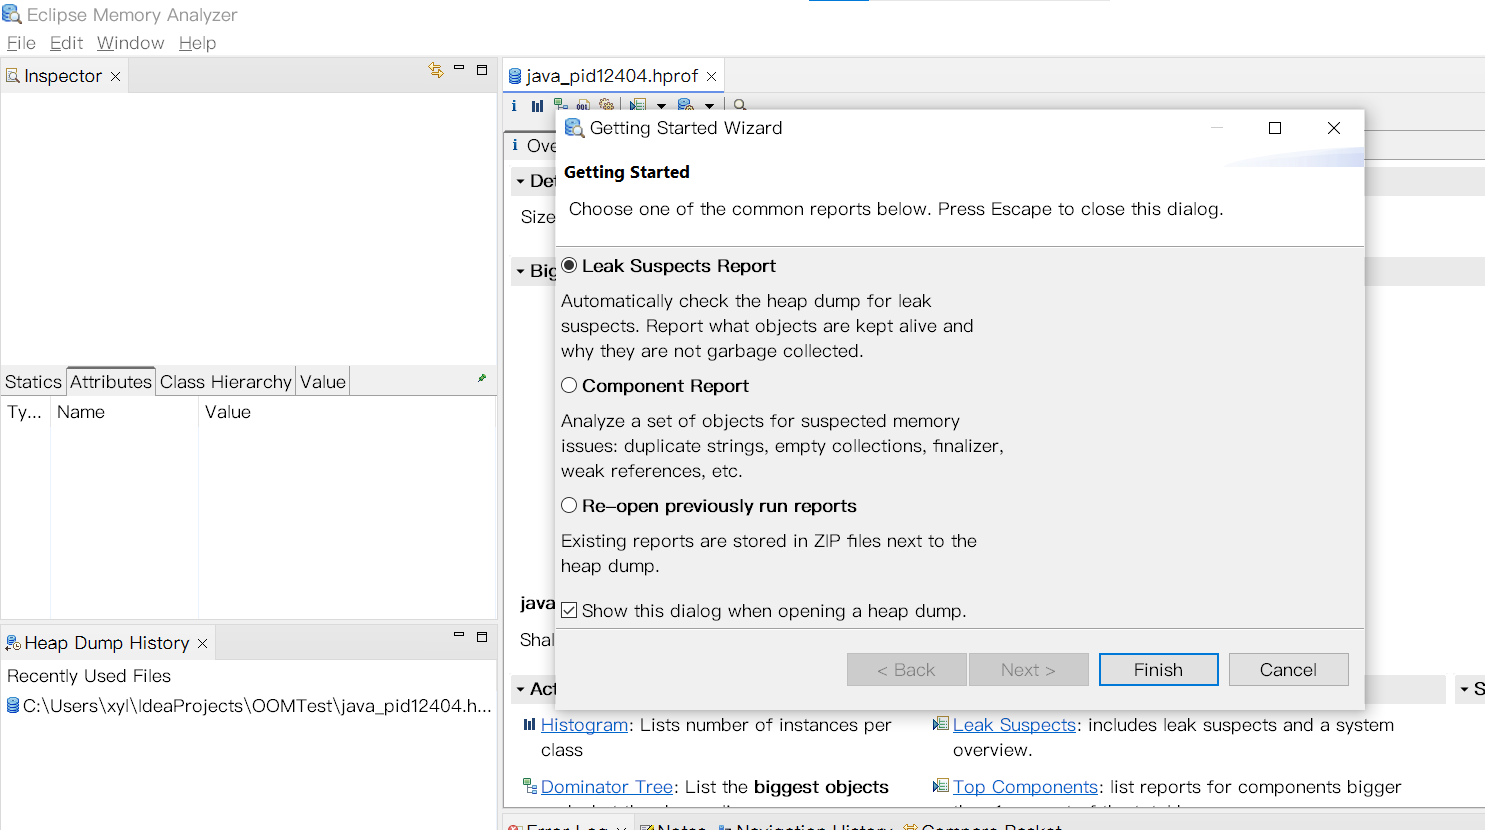 Eclipse Memory Analyzer
File Edit Window Help
Inspector
Statics Attributes Class Hierarchy Value
Ty... Name Value
Heap Dump History
Recently Used Files
C:\Users\xyl\IdeaProjects\OOMTest\java_pid12404.h...
java_pid12404.hprof
Getting Started Wizard
Getting Started
Choose one of the common reports below. Press Escape to close this dialog.
Leak Suspects Report
Automatically check the heap dump for leak
suspects. Report what objects are kept alive and
why they are not garbage collected.
Component Report
Analyze a set of objects for suspected memory
issues: duplicate strings, empty collections, finalizer,
weak references, etc.
Re-open previously run reports
Existing reports are stored in ZIP files next to the
heap dump.
Show this dialog when opening a heap dump.
< Back Next > Finish Cancel
Ove
Det
Size
Big
java
Shal
Act
Histogram: Lists number of instances per
class
Dominator Tree: List the biggest objects
Leak Suspects: includes leak suspects and a system
overview.
Top Components: list reports for components bigger
Error Log Notes Navigation History Compare Basket